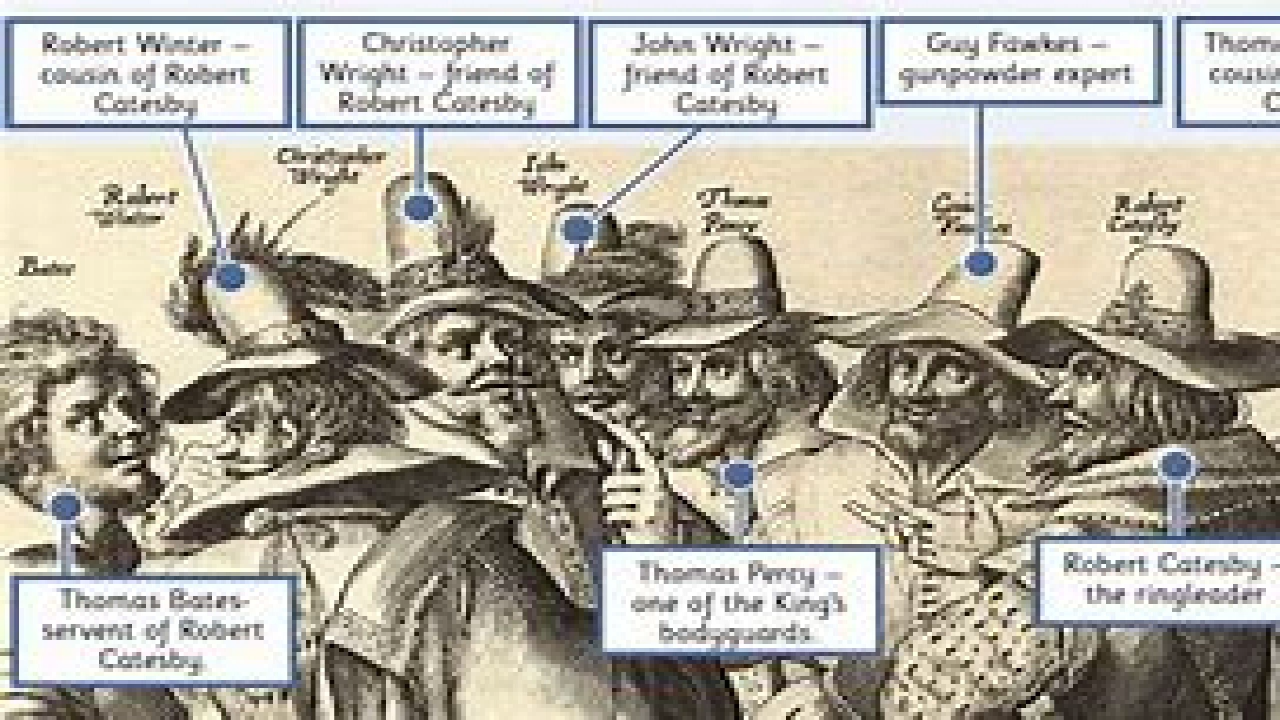 Robert Winter –
cousin of Robert
Catesby
Christopher
Wright – friend of
Robert Catesby
John Wright –
friend of Robert
Catesby
Guy Fawkes –
gunpowder expert
Christopher
Wright
Robert
Winter
Bates
Wright
Thomas
Percy
Robert
Catesby
Thomas Bates-
servent of Robert
Catesby.
Thomas Percy –
one of the King's
bodyguards.
Robert Catesby –
the ringleader